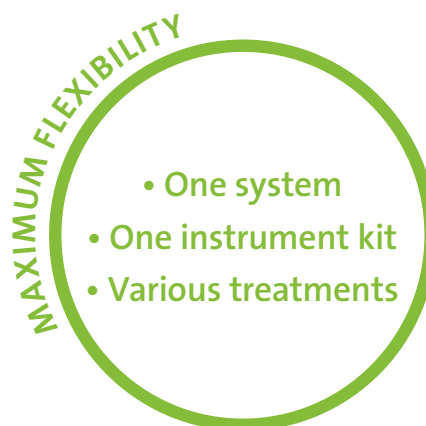 MAXIMUM FLEXIBILITY
• One system
• One instrument kit
• Various treatments